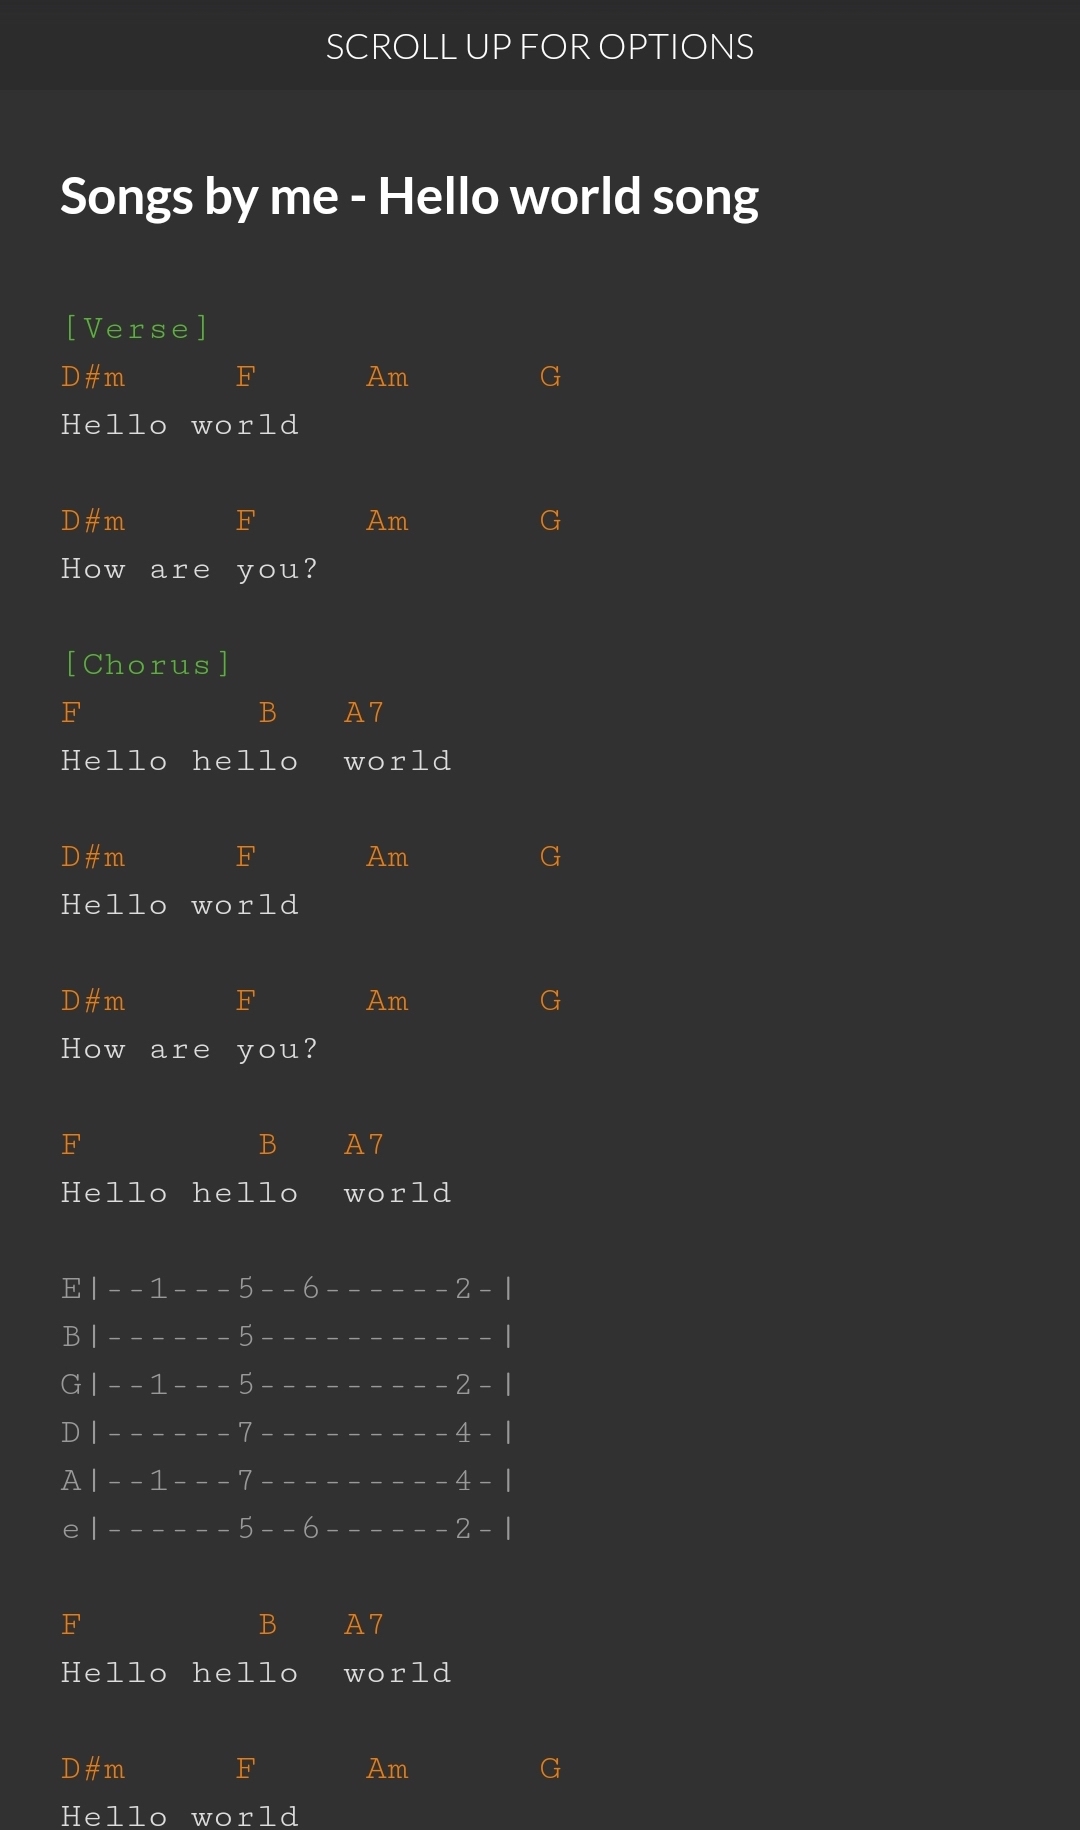 SCROLL UP FOR OPTIONS
Songs by me - Hello world song
[Verse]
D#m     F     Am      G
Hello world
D#m     F     Am      G
How are you?
[Chorus]
F        B   A7
Hello hello  world
D#m     F     Am      G
Hello world
D#m     F     Am      G
How are you?
F        B   A7
Hello hello  world
E|--1---5--6------2-|
B|------5-----------|
G|--1---5---------2-|
D|------7---------4-|
A|--1---7---------4-|
e|------5--6------2-|
F        B   A7
Hello hello  world
D#m     F     Am      G
Hello world